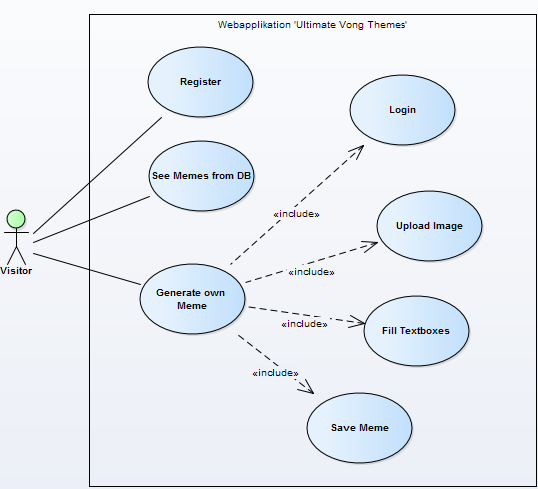 Webapplikation 'Ultimate Vong Themes'
Register
Login
See Memes from DB
«include»
Upload Image
Visitor
«include»
Generate own
Meme
«include»
Fill Textboxes
«include»
Save Meme